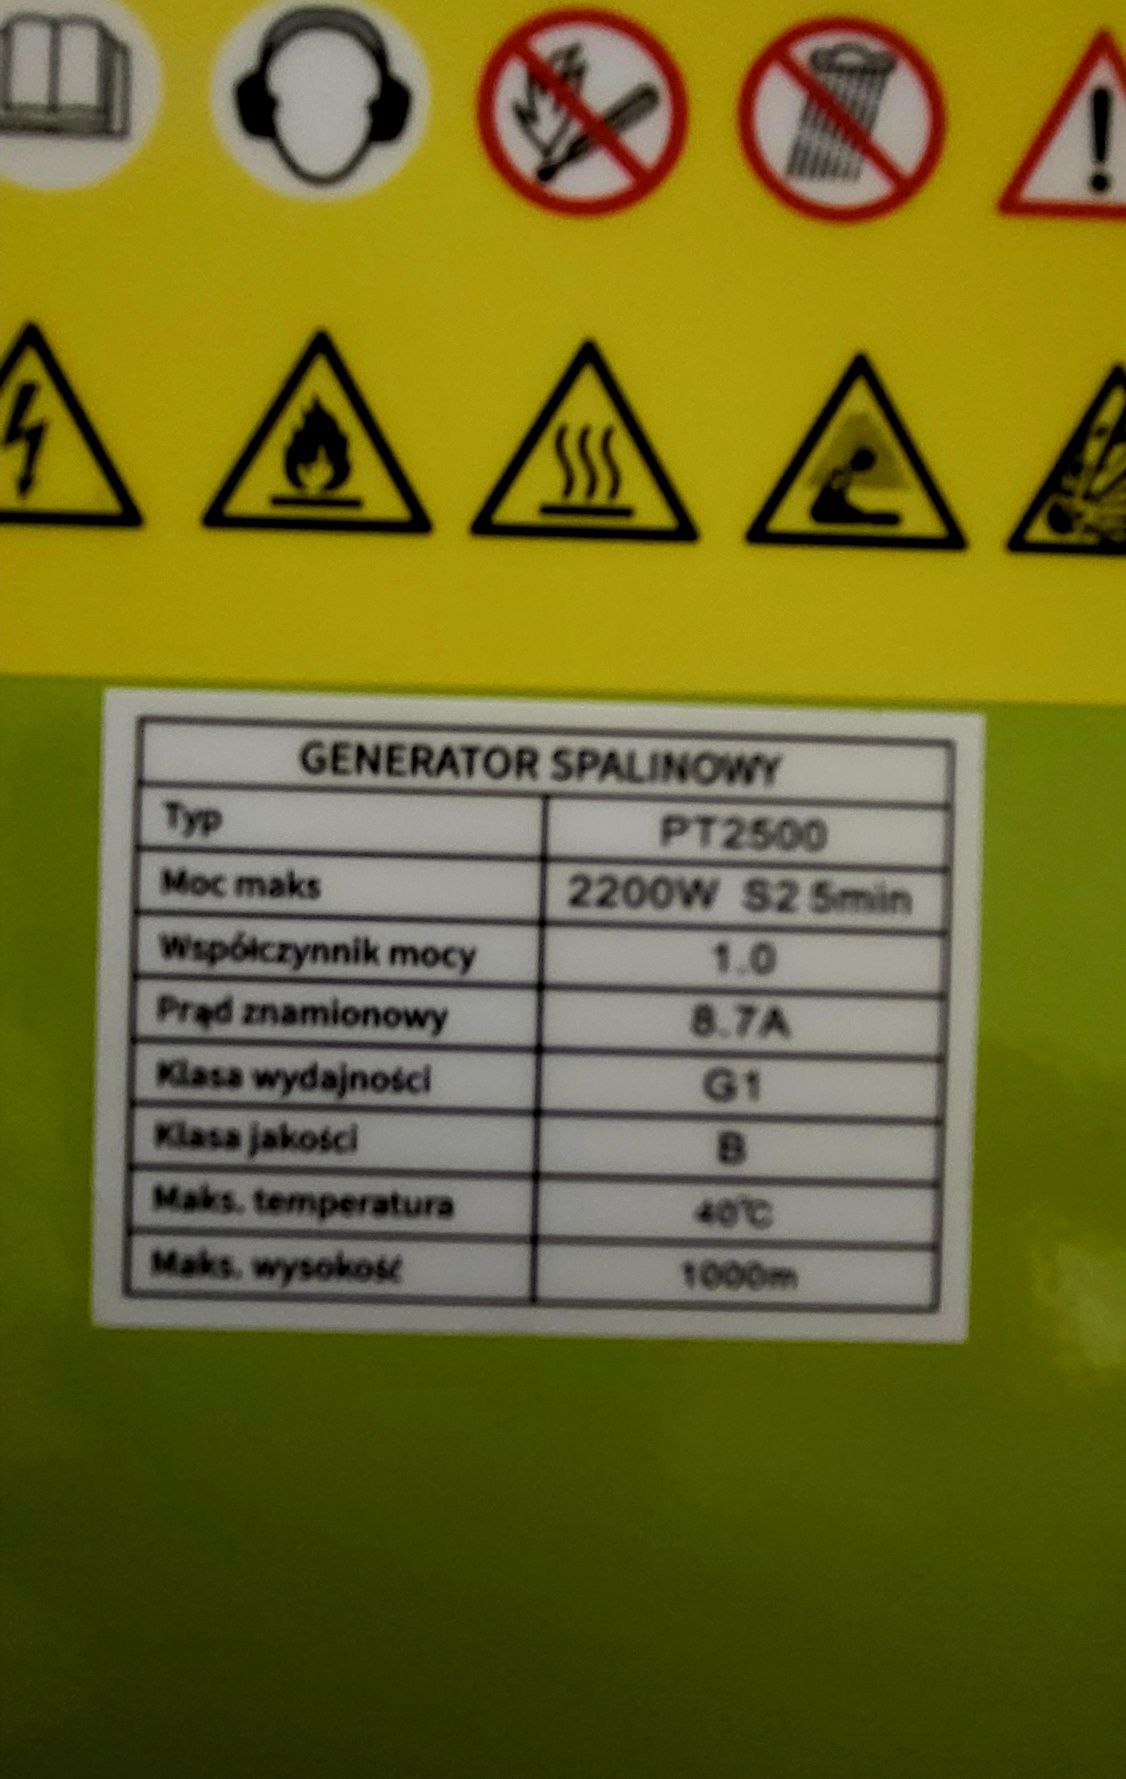 GENERATOR SPALINOWY
Typ PT2500
Moc maks 2200W S2 5min
Współczynnik mocy 1.0
Prąd znamionowy 8.7A
Klasa wydajności G1
Klasa jakości B
Maks. temperatura 40°C
Maks. wysokość 1000m